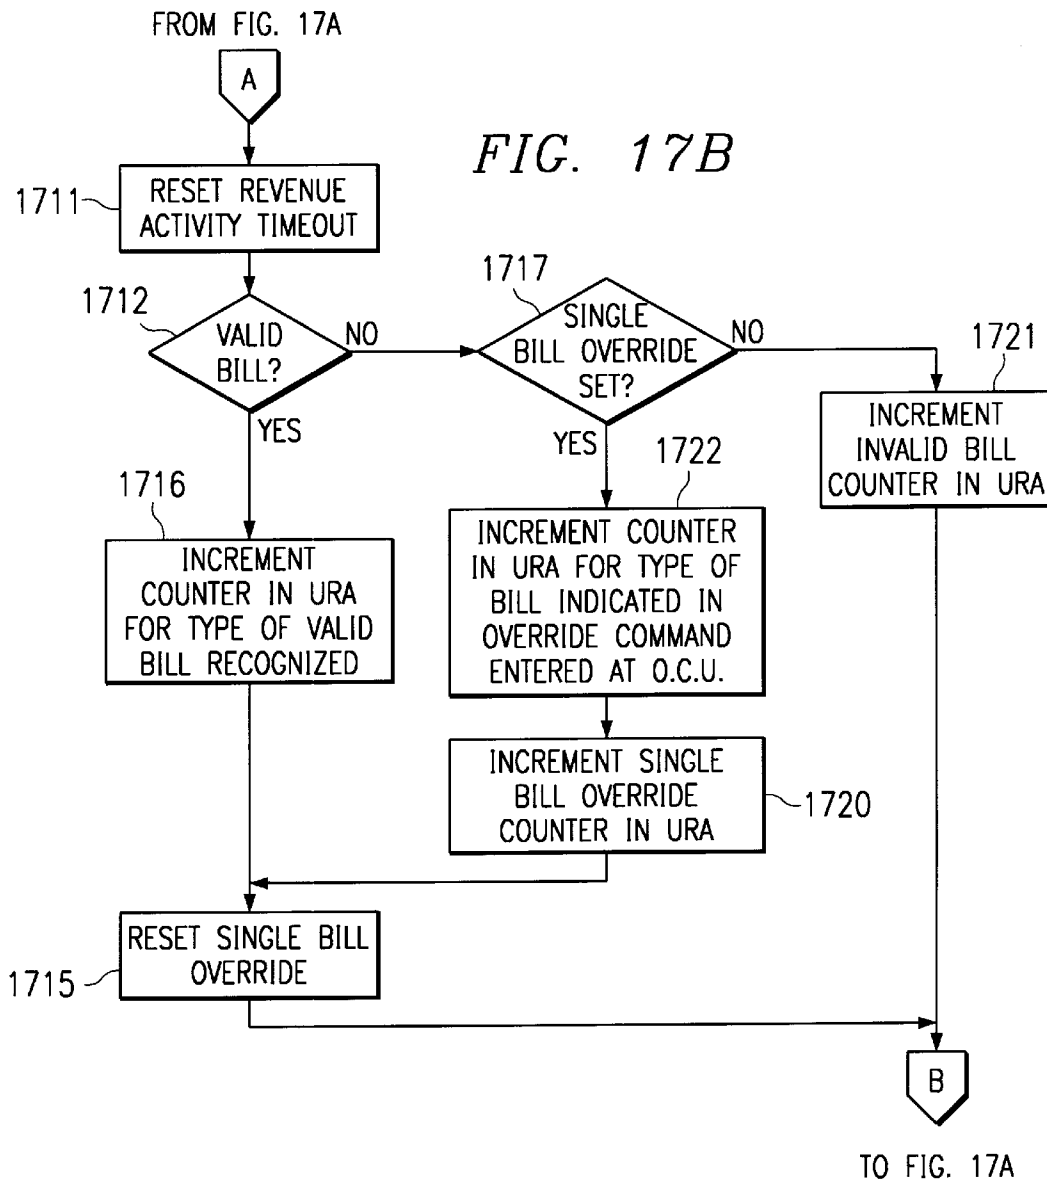 FROM FIG. 17A
A
FIG. 17B
1711
RESET REVENUE
ACTIVITY TIMEOUT
1712
VALID
BILL?
NO
YES
1717
SINGLE
BILL OVERRIDE
SET?
NO
YES
1721
INCREMENT
INVALID BILL
COUNTER IN URA
1716
INCREMENT
COUNTER IN URA
FOR TYPE OF VALID
BILL RECOGNIZED
1722
INCREMENT COUNTER
IN URA FOR TYPE OF
BILL INDICATED IN
OVERRIDE COMMAND
ENTERED AT O.C.U.
INCREMENT SINGLE
BILL OVERRIDE
COUNTER IN URA
1720
RESET SINGLE BILL
OVERRIDE
1715
B
TO FIG. 17A